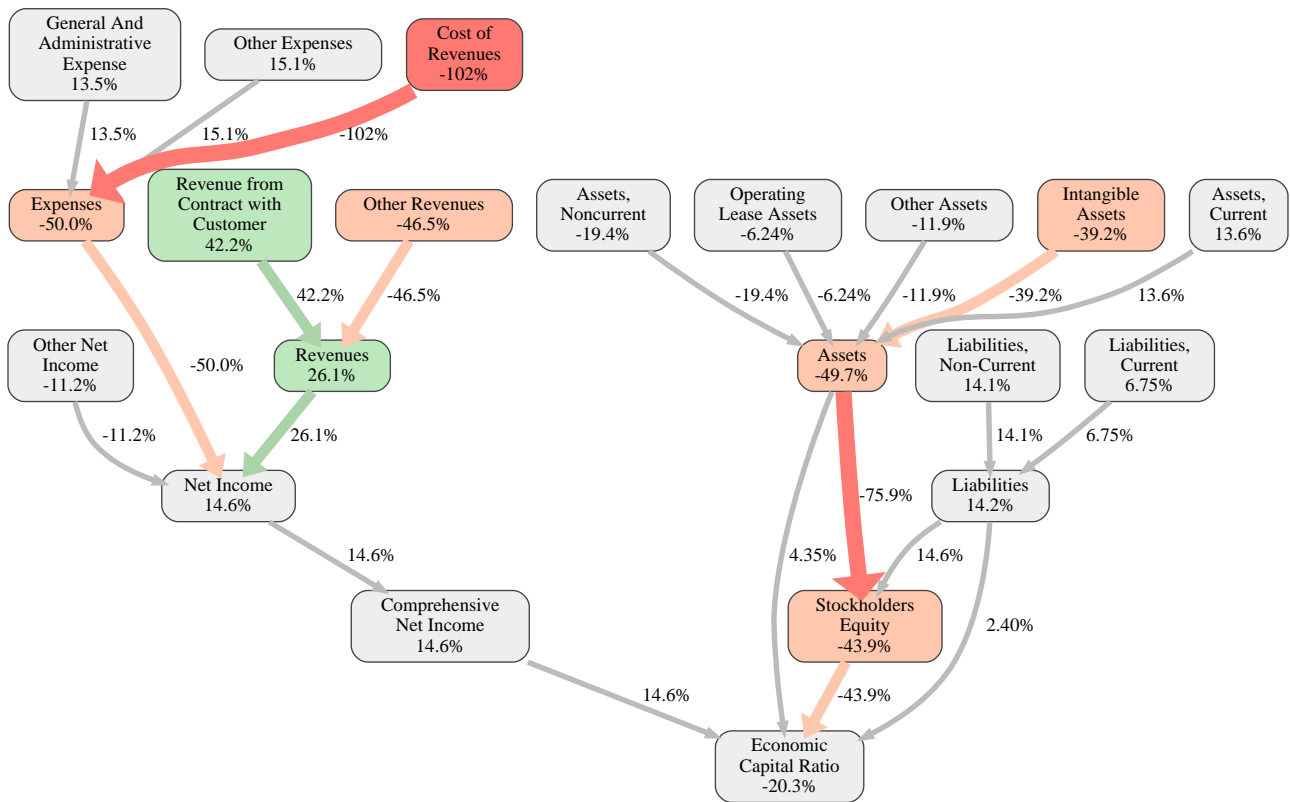 General And
Administrative
Expense
13.5%
Other Expenses
15.1%
Cost of
Revenues
-102%
13.5%
15.1%
-102%
Expenses
-50.0%
Revenue from
Contract with
Customer
42.2%
Other Revenues
-46.5%
Assets,
Noncurrent
-19.4%
Operating
Lease Assets
-6.24%
Other Assets
-11.9%
Intangible
Assets
-39.2%
Assets,
Current
13.6%
42.2%
-46.5%
-19.4%
-6.24%
-11.9%
-39.2%
13.6%
Other Net
Income
-11.2%
-50.0%
Revenues
26.1%
Assets
-49.7%
Liabilities,
Non-Current
14.1%
Liabilities,
Current
6.75%
-11.2%
26.1%
14.1%
6.75%
Net Income
14.6%
-75.9%
Liabilities
14.2%
14.6%
4.35%
14.6%
Comprehensive
Net Income
14.6%
Stockholders
Equity
-43.9%
2.40%
14.6%
-43.9%
Economic
Capital Ratio
-20.3%